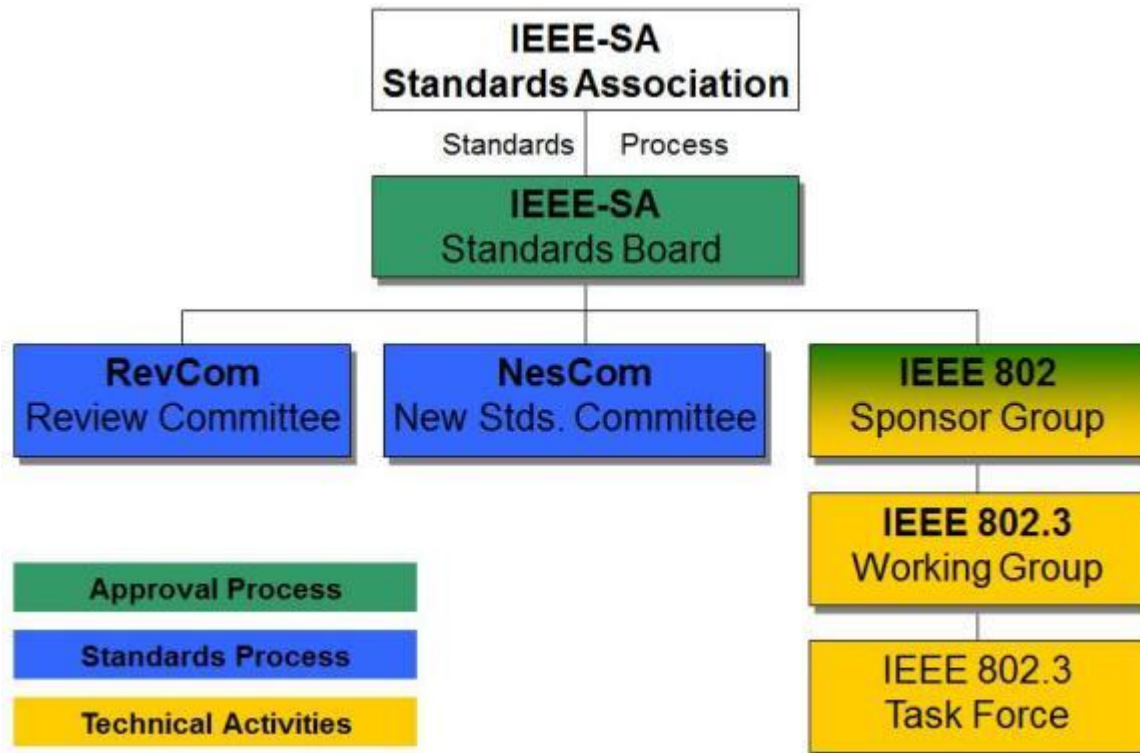 IEEE-SA
Standards Association
Standards Process
IEEE-SA
Standards Board
RevCom
Review Committee
NesCom
New Stds. Committee
IEEE 802
Sponsor Group
IEEE 802.3
Working Group
IEEE 802.3
Task Force
Approval Process
Standards Process
Technical Activities